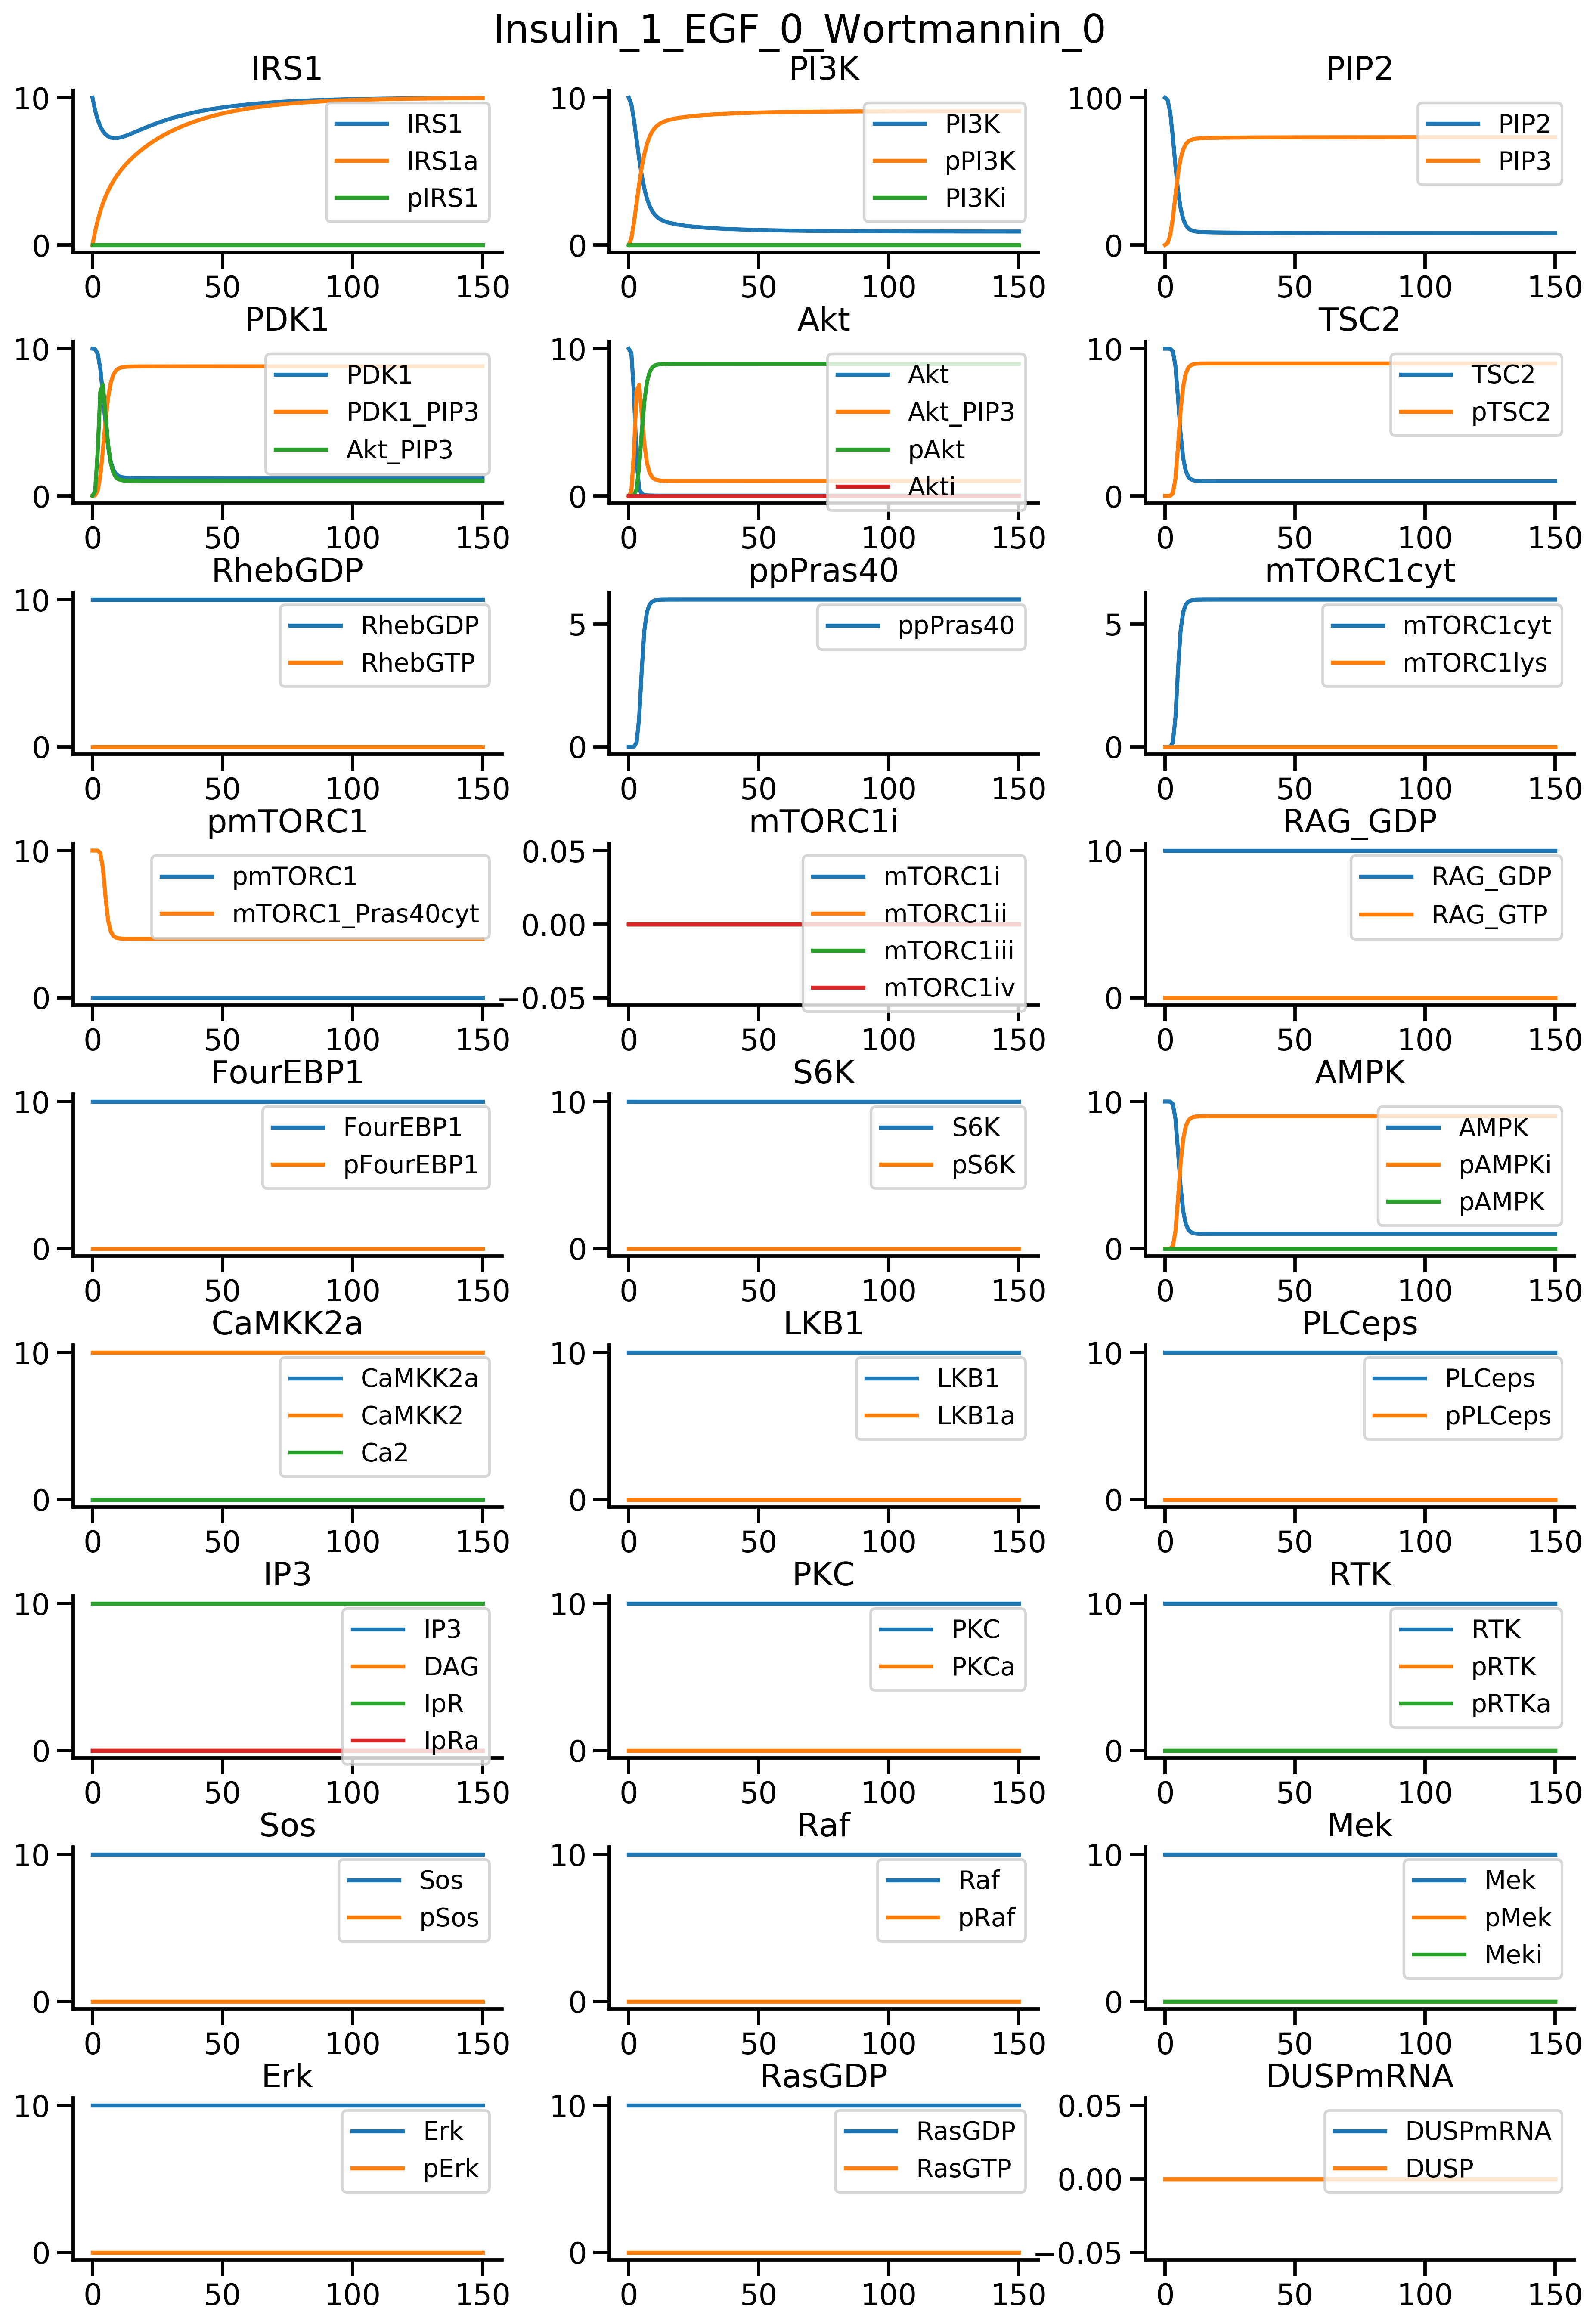 Insulin_1_EGF_0_Wortmannin_0
IRS1
10
0
IRS1
IRS1a
pIRS1
0 50 100 150
PI3K
10
0
PI3K
pPI3K
PI3Ki
0 50 100 150
PIP2
100
0
PIP2
PIP3
0 50 100 150
PDK1
10
0
PDK1
PDK1_PIP3
Akt_PIP3
0 50 100 150
Akt
10
0
Akt
Akt_PIP3
pAkt
Akti
0 50 100 150
TSC2
10
0
TSC2
pTSC2
0 50 100 150
RhebGDP
10
0
RhebGDP
RhebGTP
0 50 100 150
ppPras40
5
0
ppPras40
0 50 100 150
mTORC1cyt
5
0
mTORC1cyt
mTORC1lys
0 50 100 150
pmTORC1
10
0
pmTORC1
mTORC1_Pras40cyt
0 50 100 150
mTORC1i
0.05
0.00
−0.05
mTORC1i
mTORC1ii
mTORC1iii
mTORC1iv
0 50 100 150
RAG_GDP
10
0
RAG_GDP
RAG_GTP
0 50 100 150
FourEBP1
10
0
FourEBP1
pFourEBP1
0 50 100 150
S6K
10
0
S6K
pS6K
0 50 100 150
AMPK
10
0
AMPK
pAMPKi
pAMPK
0 50 100 150
CaMKK2a
10
0
CaMKK2a
CaMKK2
Ca2
0 50 100 150
LKB1
10
0
LKB1
LKB1a
0 50 100 150
PLCeps
10
0
PLCeps
pPLCeps
0 50 100 150
IP3
10
0
IP3
DAG
IpR
IpRa
0 50 100 150
PKC
10
0
PKC
PKCa
0 50 100 150
RTK
10
0
RTK
pRTK
pRTKa
0 50 100 150
Sos
10
0
Sos
pSos
0 50 100 150
Raf
10
0
Raf
pRaf
0 50 100 150
Mek
10
0
Mek
pMek
Meki
0 50 100 150
Erk
10
0
Erk
pErk
0 50 100 150
RasGDP
10
0
RasGDP
RasGTP
0 50 100 150
DUSPmRNA
0.05
0.00
−0.05
DUSPmRNA
DUSP
0 50 100 150